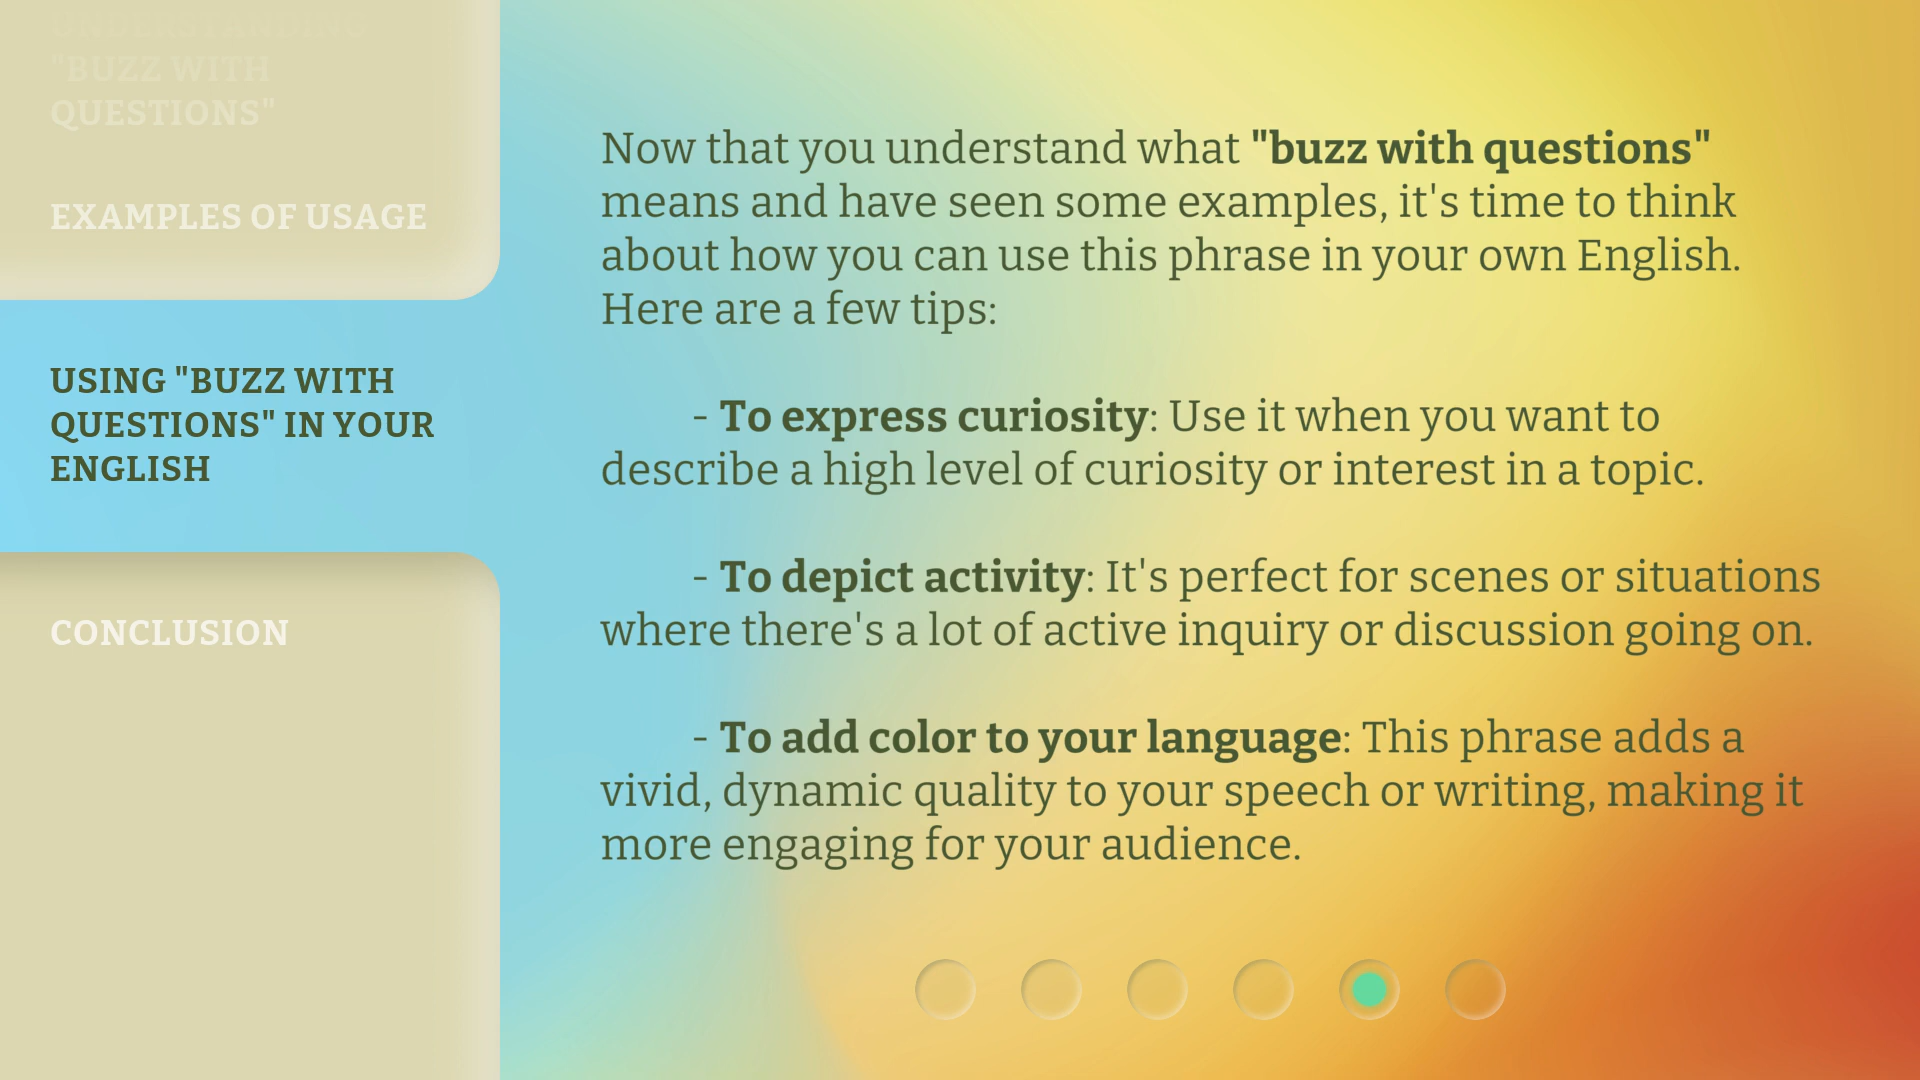 UNDERSTANDING
"BUZZ WITH
QUESTIONS"
EXAMPLES OF USAGE
USING "BUZZ WITH
QUESTIONS" IN YOUR
ENGLISH
CONCLUSION
Now that you understand what "buzz with questions"
means and have seen some examples, it's time to think
about how you can use this phrase in your own English.
Here are a few tips:
- To express curiosity: Use it when you want to
describe a high level of curiosity or interest in a topic.
- To depict activity: It's perfect for scenes or situations
where there's a lot of active inquiry or discussion going on.
- To add color to your language: This phrase adds a
vivid, dynamic quality to your speech or writing, making it
more engaging for your audience.